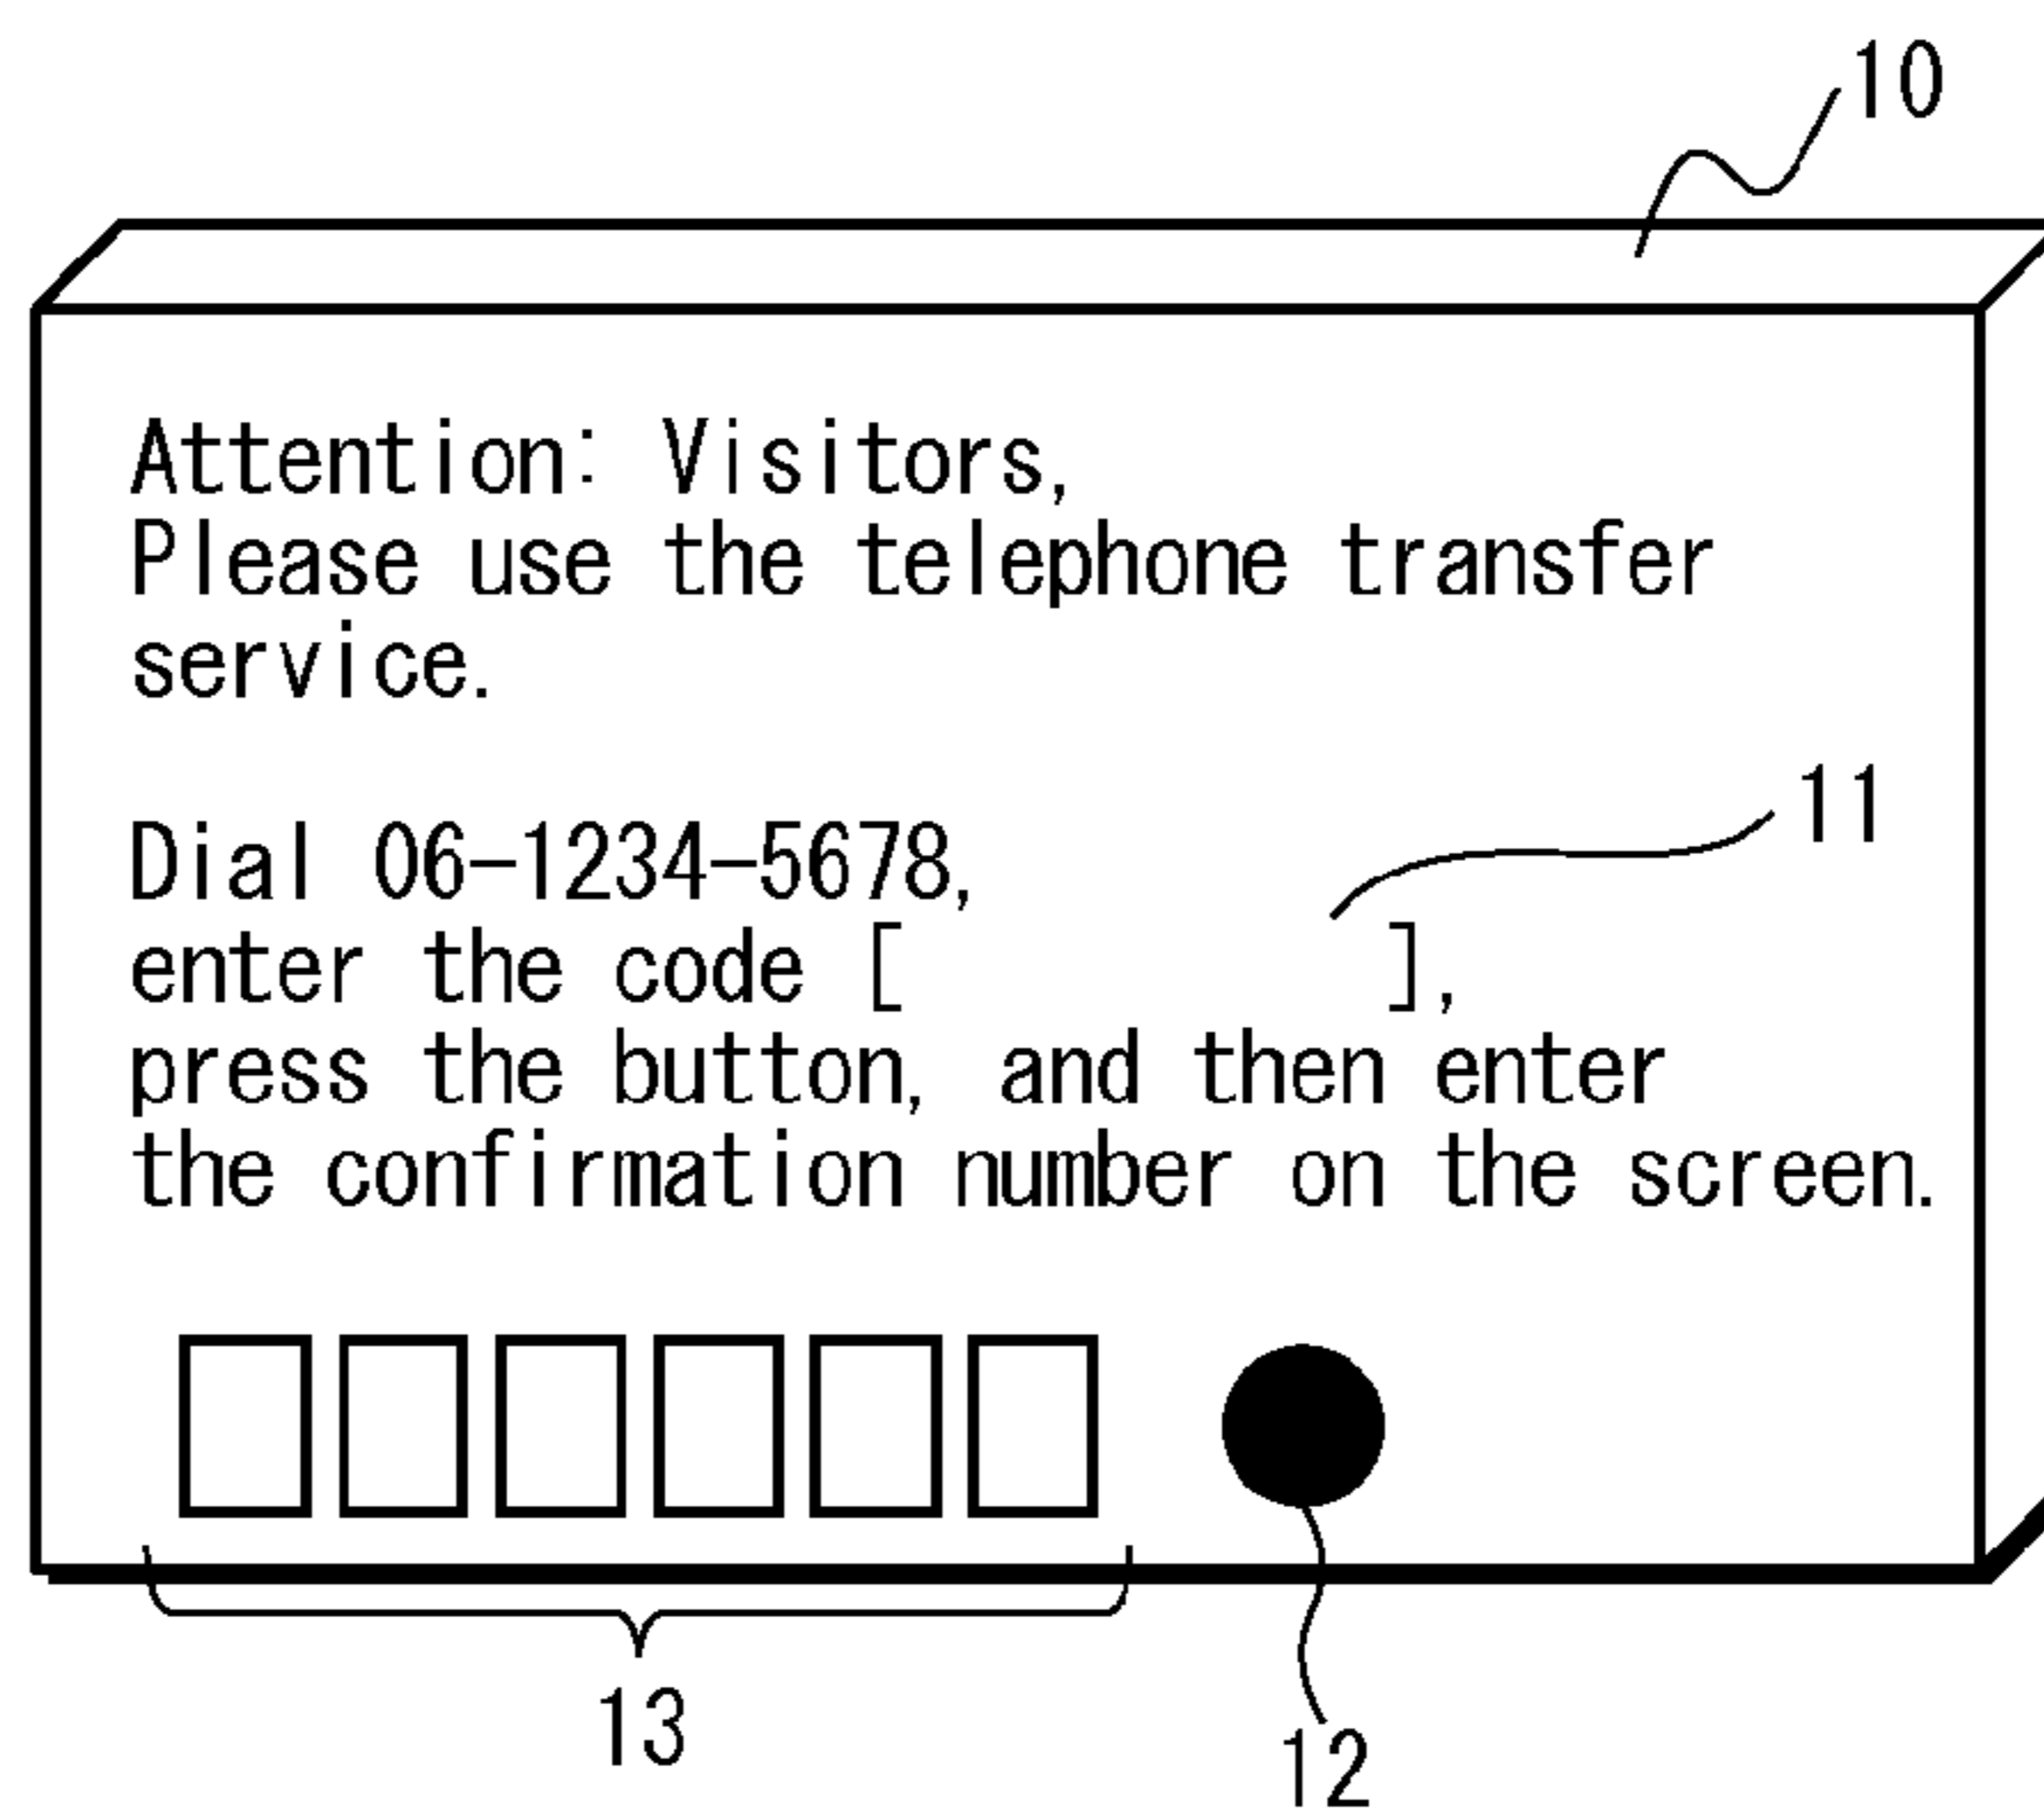 10
Attention: Visitors,
Please use the telephone transfer
service.
11
Dial 06-1234-5678,
enter the code [          ],
press the button, and then enter
the confirmation number on the screen.
13
12